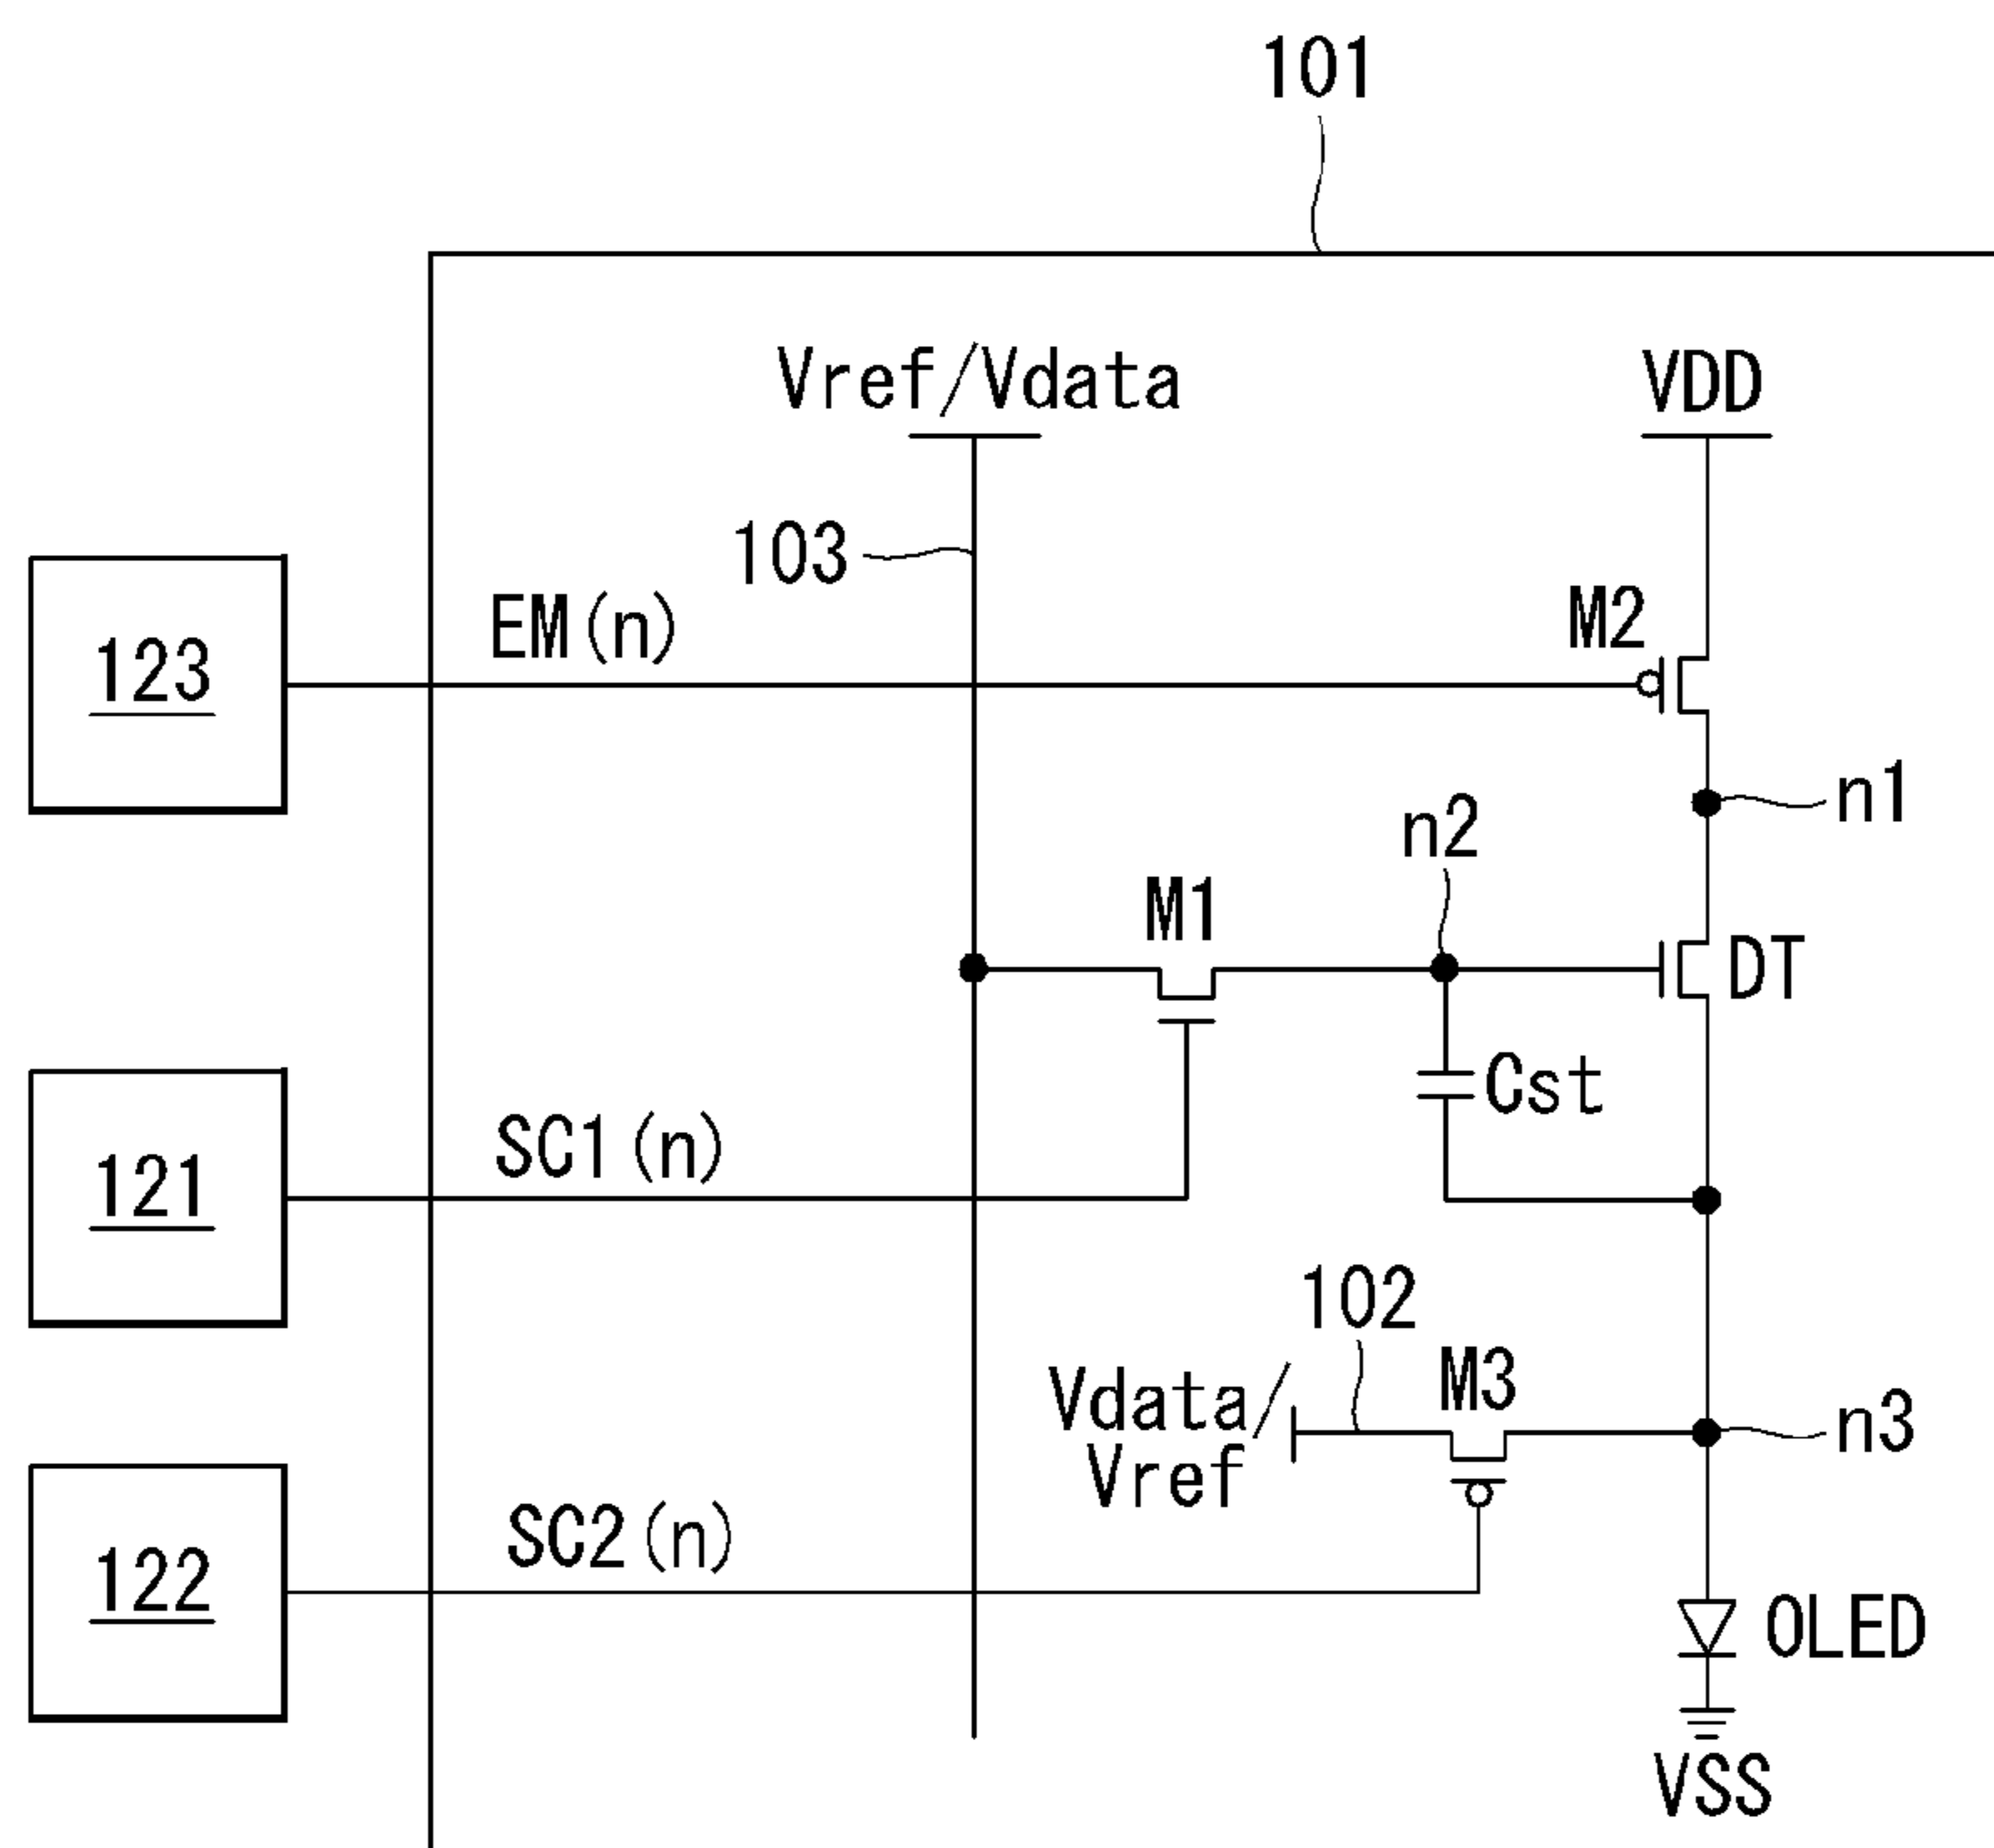 101
Vref/Vdata
VDD
103
M2
EM(n)
123
n1
n2
M1
DT
Cst
SC1(n)
121
102
M3
Vdata/
Vref
n3
SC2(n)
122
OLED
VSS